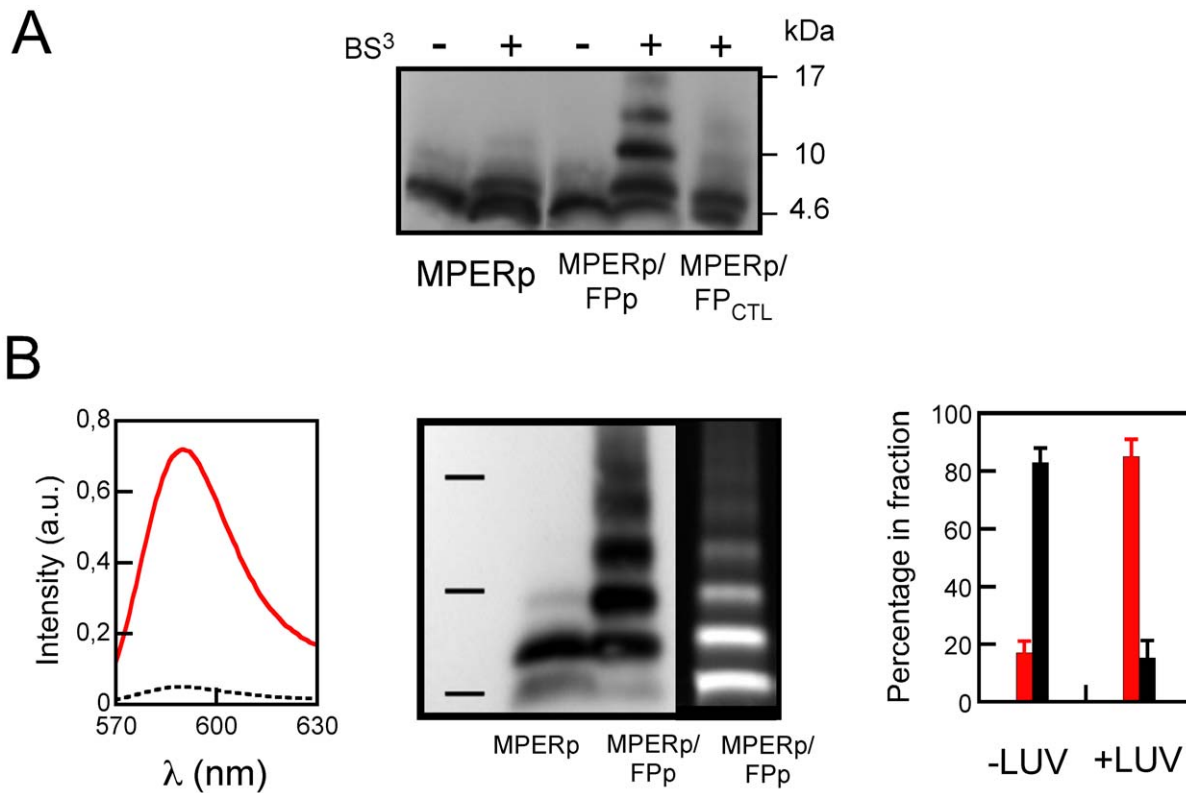 A
BS³ - + - + + kDa
17
10
4.6
MPERp MPERp/ FPp MPERp/ FP_CTL
B
Intensity (a.u.)
0,8
0,6
0,4
0,2
0
570 600 630
λ (nm)
MPERp MPERp/ FPp MPERp/ FPp
Percentage in fraction
100
80
60
40
20
0
-LUV +LUV